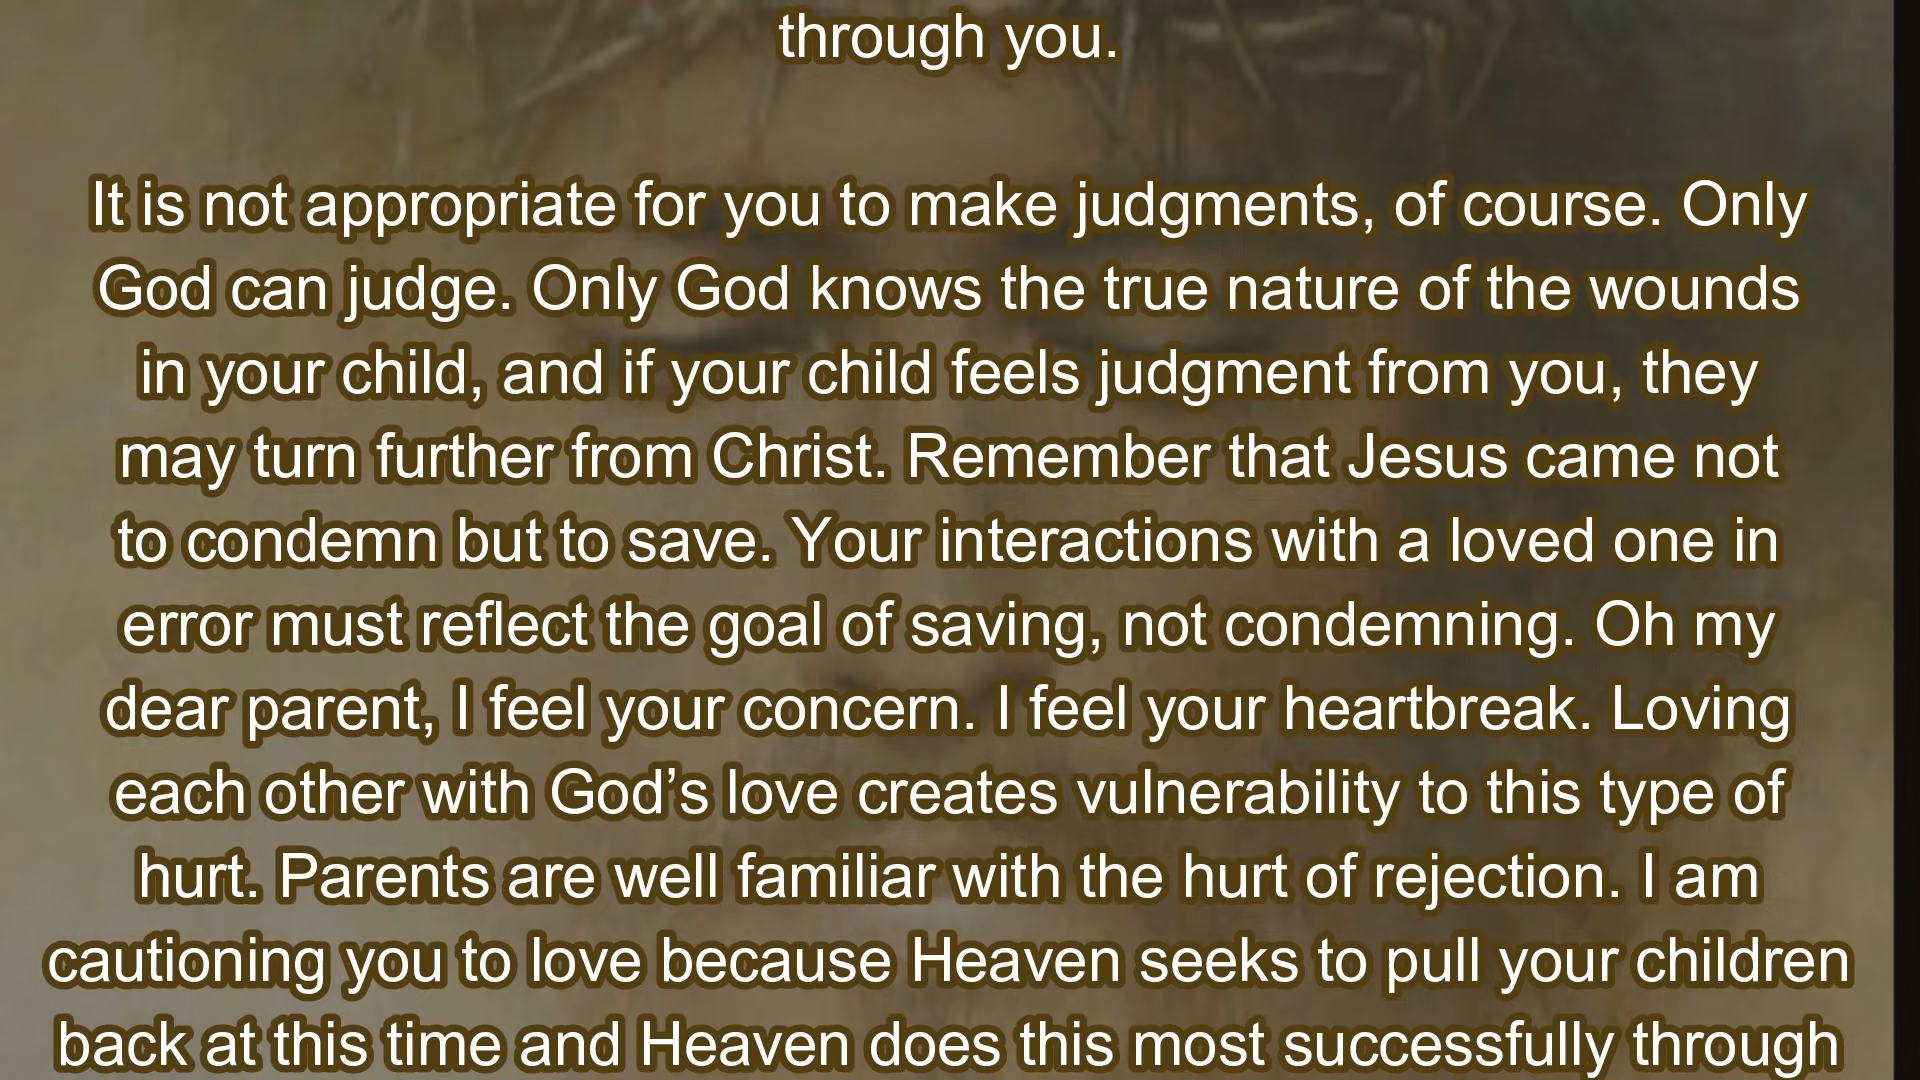 through you.
It is not appropriate for you to make judgments, of course. Only
God can judge. Only God knows the true nature of the wounds
in your child, and if your child feels judgment from you, they
may turn further from Christ. Remember that Jesus came not
to condemn but to save. Your interactions with a loved one in
error must reflect the goal of saving, not condemning. Oh my
dear parent, I feel your concern. I feel your heartbreak. Loving
each other with God’s love creates vulnerability to this type of
hurt. Parents are well familiar with the hurt of rejection. I am
cautioning you to love because Heaven seeks to pull your children
back at this time and Heaven does this most successfully through